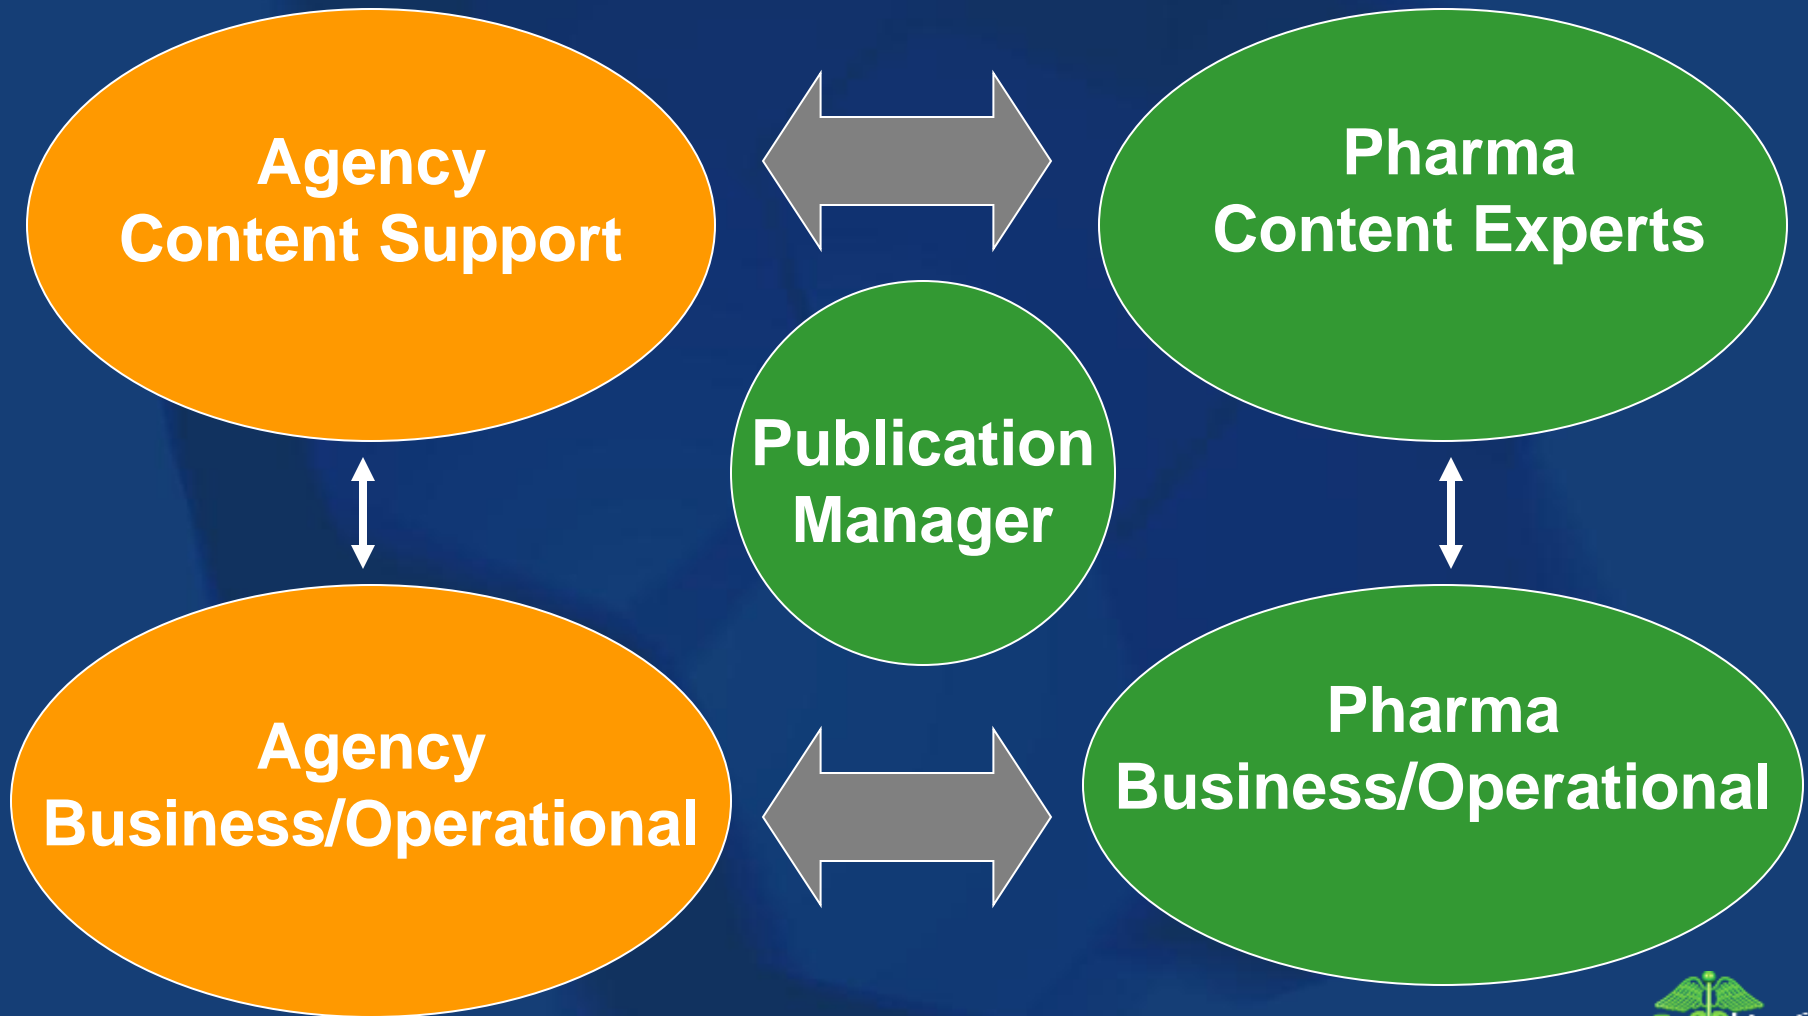 Agency
Content Support
Pharma
Content Experts
Publication
Manager
Agency
Business/Operational
Pharma
Business/Operational